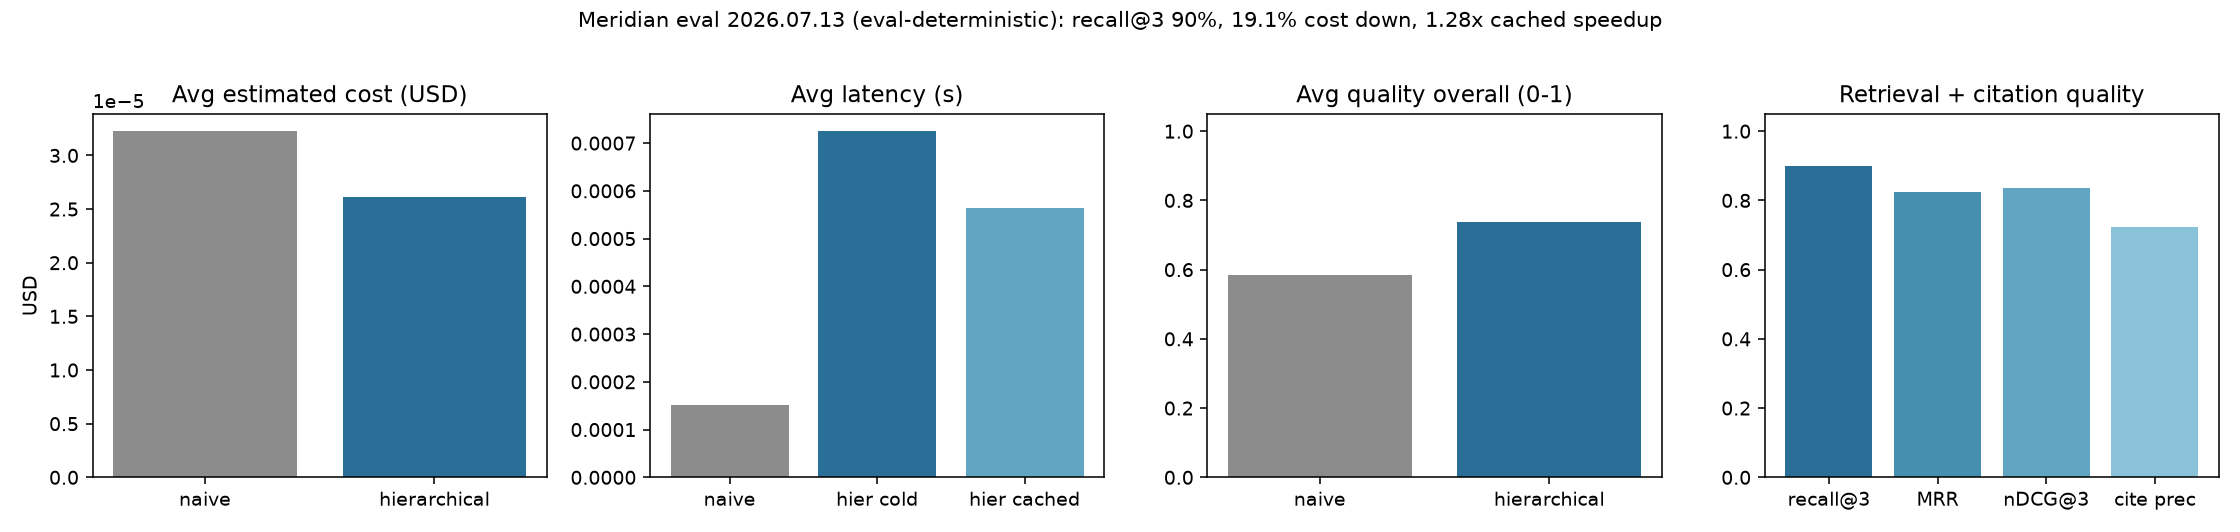 Meridian eval 2026.07.13 (eval-deterministic): recall@3 90%, 19.1% cost down, 1.28x cached speedup
Avg estimated cost (USD)
1e−5
USD
3.0
2.5
2.0
1.5
1.0
0.5
0.0
naive hierarchical
Avg latency (s)
0.0007
0.0006
0.0005
0.0004
0.0003
0.0002
0.0001
0.0000
naive hier cold hier cached
Avg quality overall (0-1)
1.0
0.8
0.6
0.4
0.2
0.0
naive hierarchical
Retrieval + citation quality
1.0
0.8
0.6
0.4
0.2
0.0
recall@3 MRR nDCG@3 cite prec